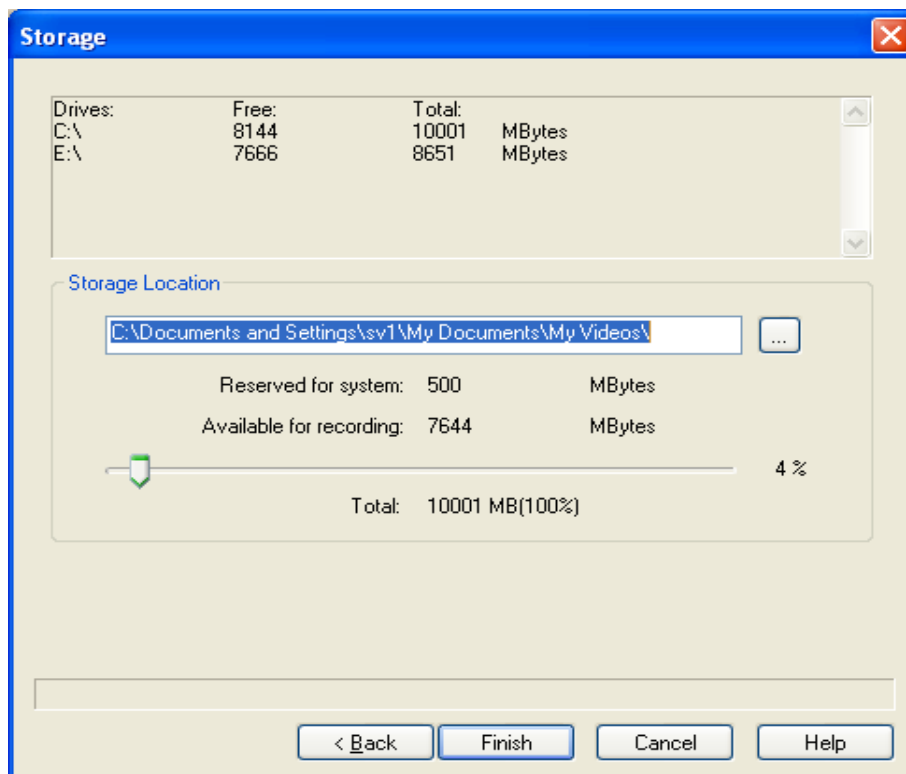 Storage
Drives: Free: Total:
C:\ 8144 10001 MBytes
E:\ 7666 8651 MBytes
Storage Location
C:\Documents and Settings\sv1\My Documents\My Videos\
...
Reserved for system: 500 MBytes
Available for recording: 7644 MBytes
4 %
Total: 10001 MB(100%)
< Back Finish Cancel Help